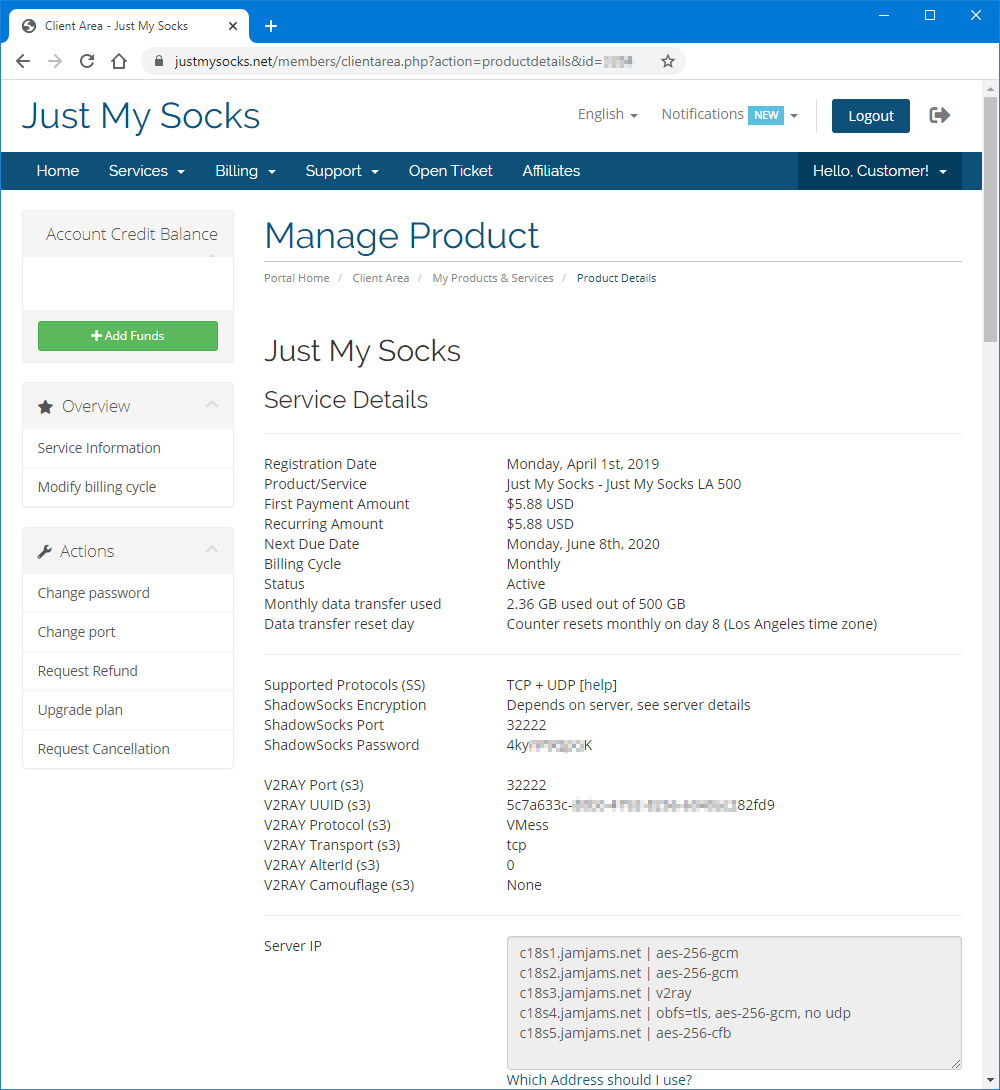 Client Area - Just My Socks
justmysocks.net/members/clientarea.php?action=productdetails&id=
Just My Socks
English
Notifications NEW
Logout
Home Services Billing Support Open Ticket Affiliates Hello, Customer!
Account Credit Balance
Add Funds
Overview
Service Information
Modify billing cycle
Actions
Change password
Change port
Request Refund
Upgrade plan
Request Cancellation
Manage Product
Portal Home / Client Area / My Products & Services / Product Details
Just My Socks
Service Details
Registration Date Monday, April 1st, 2019
Product/Service Just My Socks - Just My Socks LA 500
First Payment Amount $5.88 USD
Recurring Amount $5.88 USD
Next Due Date Monday, June 8th, 2020
Billing Cycle Monthly
Status Active
Monthly data transfer used 2.36 GB used out of 500 GB
Data transfer reset day Counter resets monthly on day 8 (Los Angeles time zone)
Supported Protocols (SS) TCP + UDP [help]
ShadowSocks Encryption Depends on server, see server details
ShadowSocks Port 32222
ShadowSocks Password 4ky K
V2RAY Port (s3) 32222
V2RAY UUID (s3) 5c7a633c- 82fd9
V2RAY Protocol (s3) VMess
V2RAY Transport (s3) tcp
V2RAY AlterId (s3) 0
V2RAY Camouflage (s3) None
Server IP
c18s1.jamjams.net | aes-256-gcm
c18s2.jamjams.net | aes-256-gcm
c18s3.jamjams.net | v2ray
c18s4.jamjams.net | obfs=tls, aes-256-gcm, no udp
c18s5.jamjams.net | aes-256-cfb
Which Address should I use?